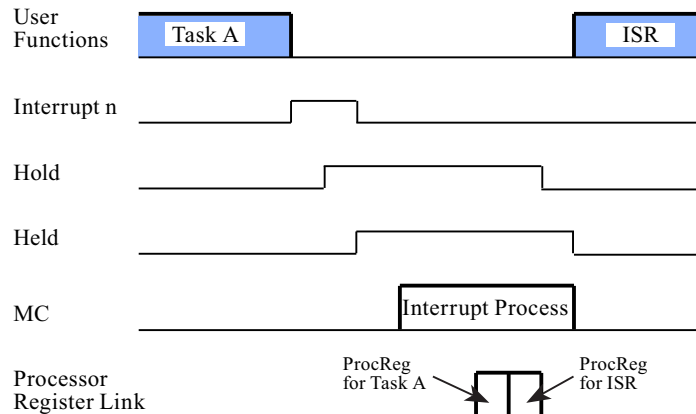 User
Functions
Task A
ISR
Interrupt n
Hold
Held
MC
Interrupt Process
Processor
Register Link
ProcReg
for Task A
ProcReg
for ISR